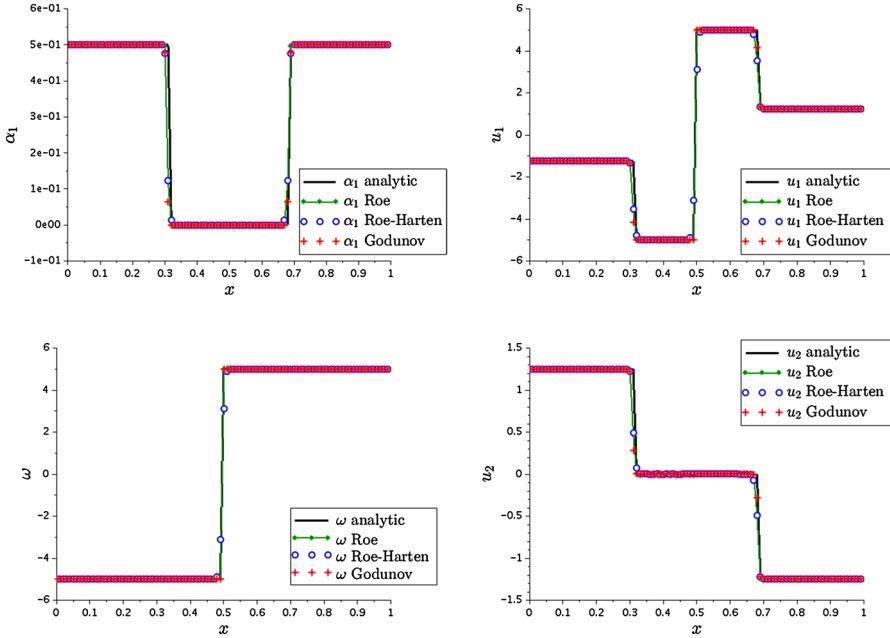 6e-01
5e-01
4e-01
3e-01
2e-01
1e-01
0e00
-1e-01
α₁
0 0.1 0.2 0.3 0.4 0.5 0.6 0.7 0.8 0.9 1
x
α₁ analytic
α₁ Roe
α₁ Roe-Harten
α₁ Godunov
6
4
2
0
-2
-4
-6
u₁
0 0.1 0.2 0.3 0.4 0.5 0.6 0.7 0.8 0.9 1
x
u₁ analytic
u₁ Roe
u₁ Roe-Harten
u₁ Godunov
6
4
2
0
-2
-4
-6
ω
0 0.1 0.2 0.3 0.4 0.5 0.6 0.7 0.8 0.9 1
x
ω analytic
ω Roe
ω Roe-Harten
ω Godunov
1.5
1
0.5
0
-0.5
-1
-1.5
u₂
0 0.1 0.2 0.3 0.4 0.5 0.6 0.7 0.8 0.9 1
x
u₂ analytic
u₂ Roe
u₂ Roe-Harten
u₂ Godunov